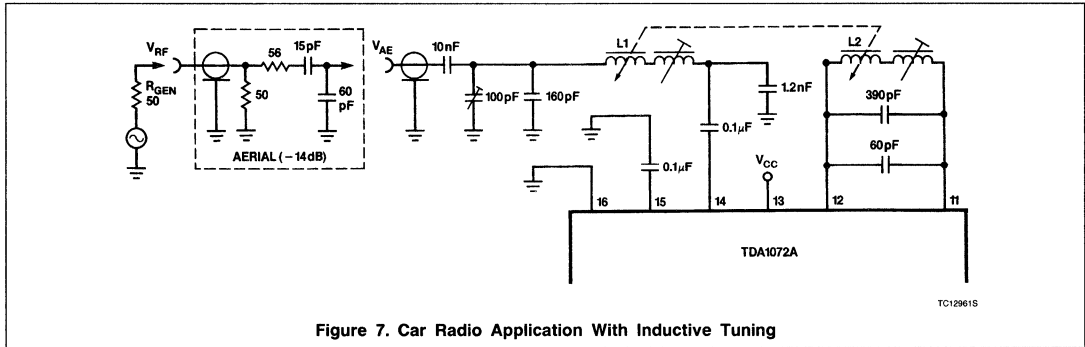 V_RF
R_GEN
50
56
15pF
50
60
pF
AERIAL (−14dB)
V_AE
10nF
100pF
160pF
L1
0.1µF
0.1µF
1.2nF
V_CC
L2
390pF
60pF
16
15
14
13
12
11
TDA1072A
TC12961S
Figure 7. Car Radio Application With Inductive Tuning